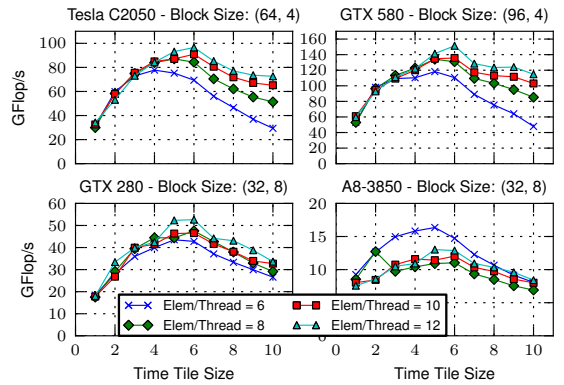 Tesla C2050 - Block Size: (64, 4)
GTX 580 - Block Size: (96, 4)
GFlop/s
100
80
60
40
20
0
160
140
120
100
80
60
40
20
0
GTX 280 - Block Size: (32, 8)
A8-3850 - Block Size: (32, 8)
GFlop/s
60
50
40
30
20
10
0
20
15
10
Elem/Thread = 6
Elem/Thread = 8
Elem/Thread = 10
Elem/Thread = 12
0 2 4 6 8 10
0 2 4 6 8 10
Time Tile Size
Time Tile Size